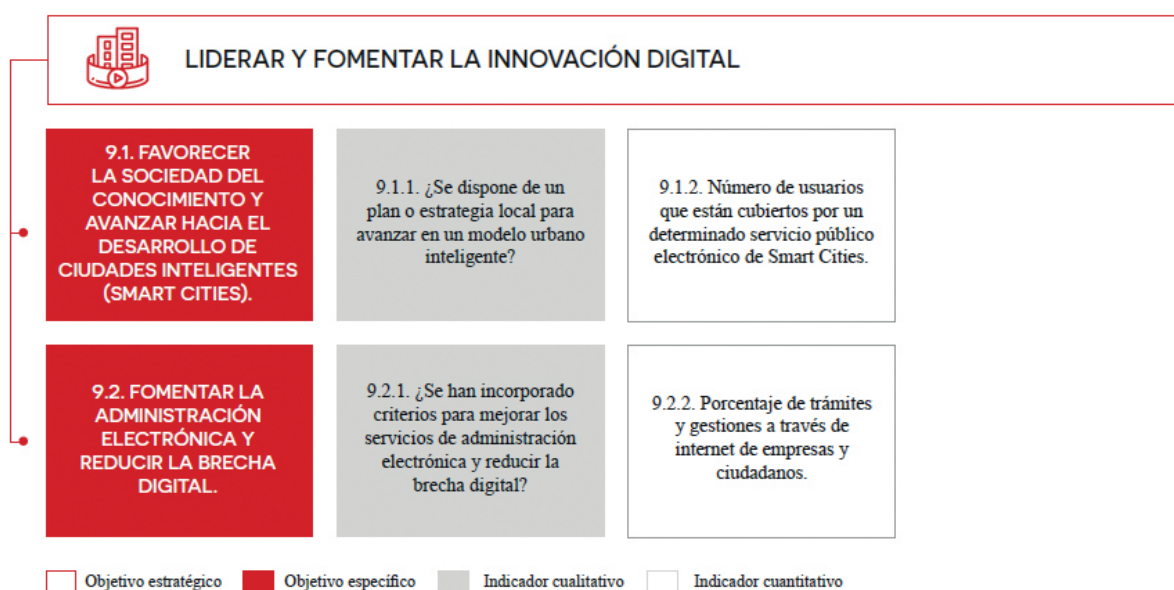 LIDERAR Y FOMENTAR LA INNOVACIÓN DIGITAL
9.1. FAVORECER
LA SOCIEDAD DEL
CONOCIMIENTO Y
AVANZAR HACIA EL
DESARROLLO DE
CIUDADES INTELIGENTES
(SMART CITIES).
9.1.1. ¿Se dispone de un
plan o estrategia local para
avanzar en un modelo urbano
inteligente?
9.1.2. Número de usuarios
que están cubiertos por un
determinado servicio público
electrónico de Smart Cities.
9.2. FOMENTAR LA
ADMINISTRACIÓN
ELECTRÓNICA Y
REDUCIR LA BRECHA
DIGITAL.
9.2.1. ¿Se han incorporado
criterios para mejorar los
servicios de administración
electrónica y reducir la
brecha digital?
9.2.2. Porcentaje de trámites
y gestiones a través de
internet de empresas y
ciudadanos.
Objetivo estratégico Objetivo específico Indicador cualitativo Indicador cuantitativo